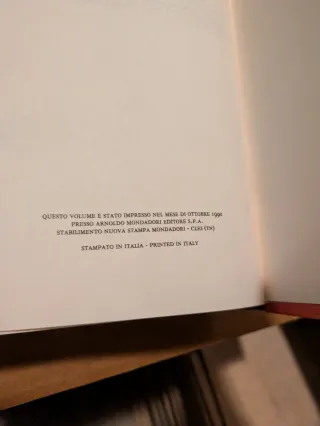 QUESTO VOLUME È STATO IMPRESSO NEL MESE DI OTTOBRE 1992
PRESSO ARNOLDO MONDADORI EDITORE S.P.A.
STABILIMENTO NUOVA STAMPA MONDADORI - CLES (TN)
STAMPATO IN ITALIA - PRINTED IN ITALY